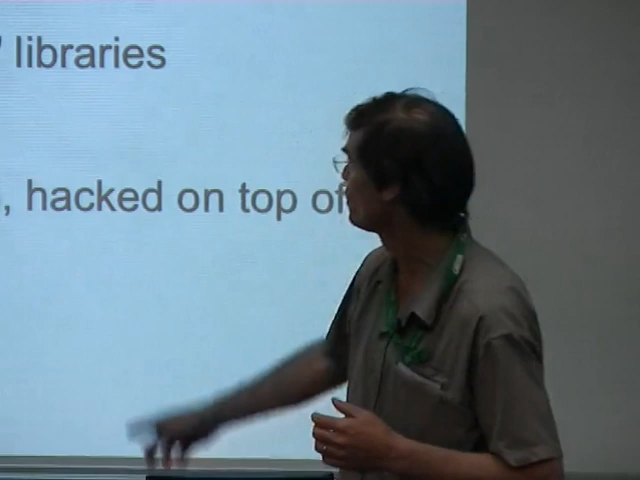 libraries
, hacked on top of